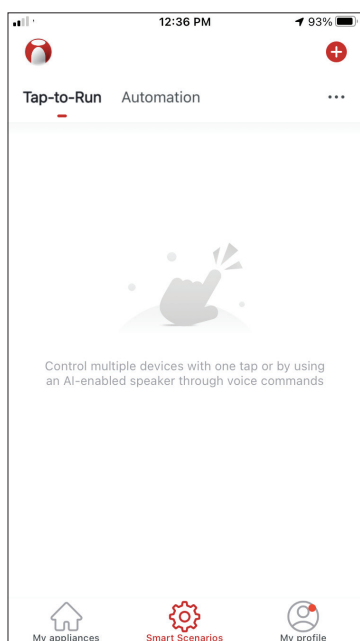 12:36 PM
93%
Tap-to-Run Automation
Control multiple devices with one tap or by using
an AI-enabled speaker through voice commands
My appliances Smart Scenarios My profile